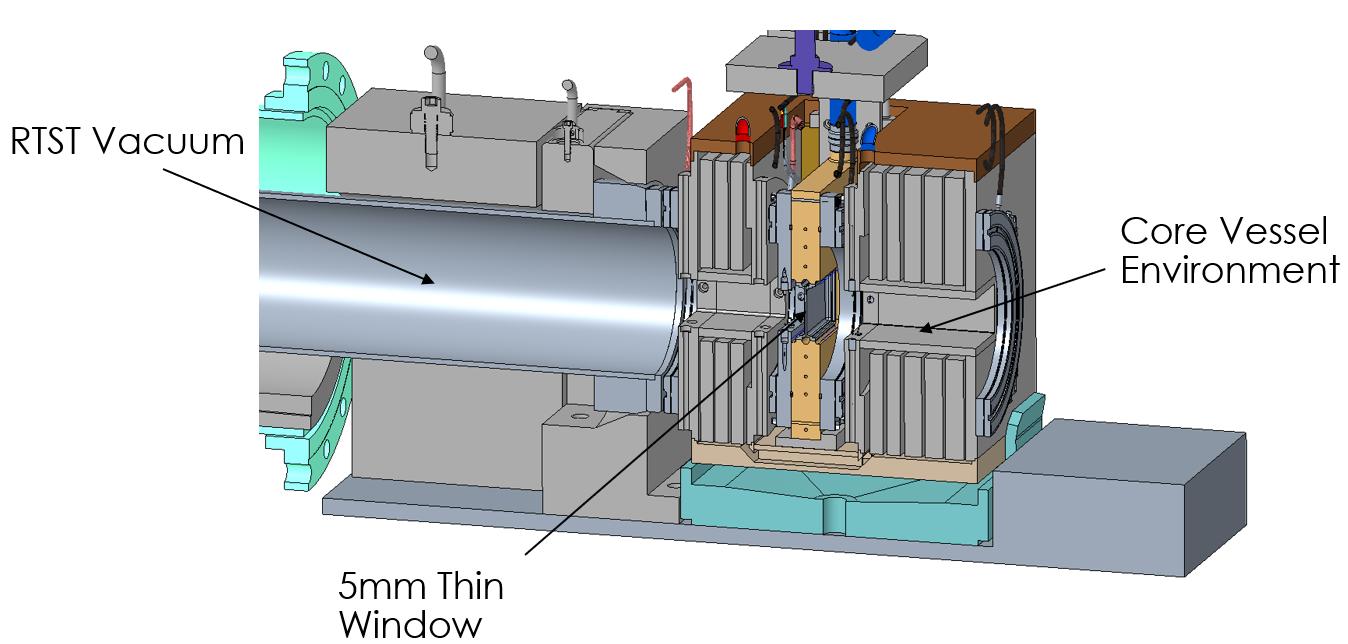 RTST Vacuum
Core Vessel
Environment
5mm Thin
Window